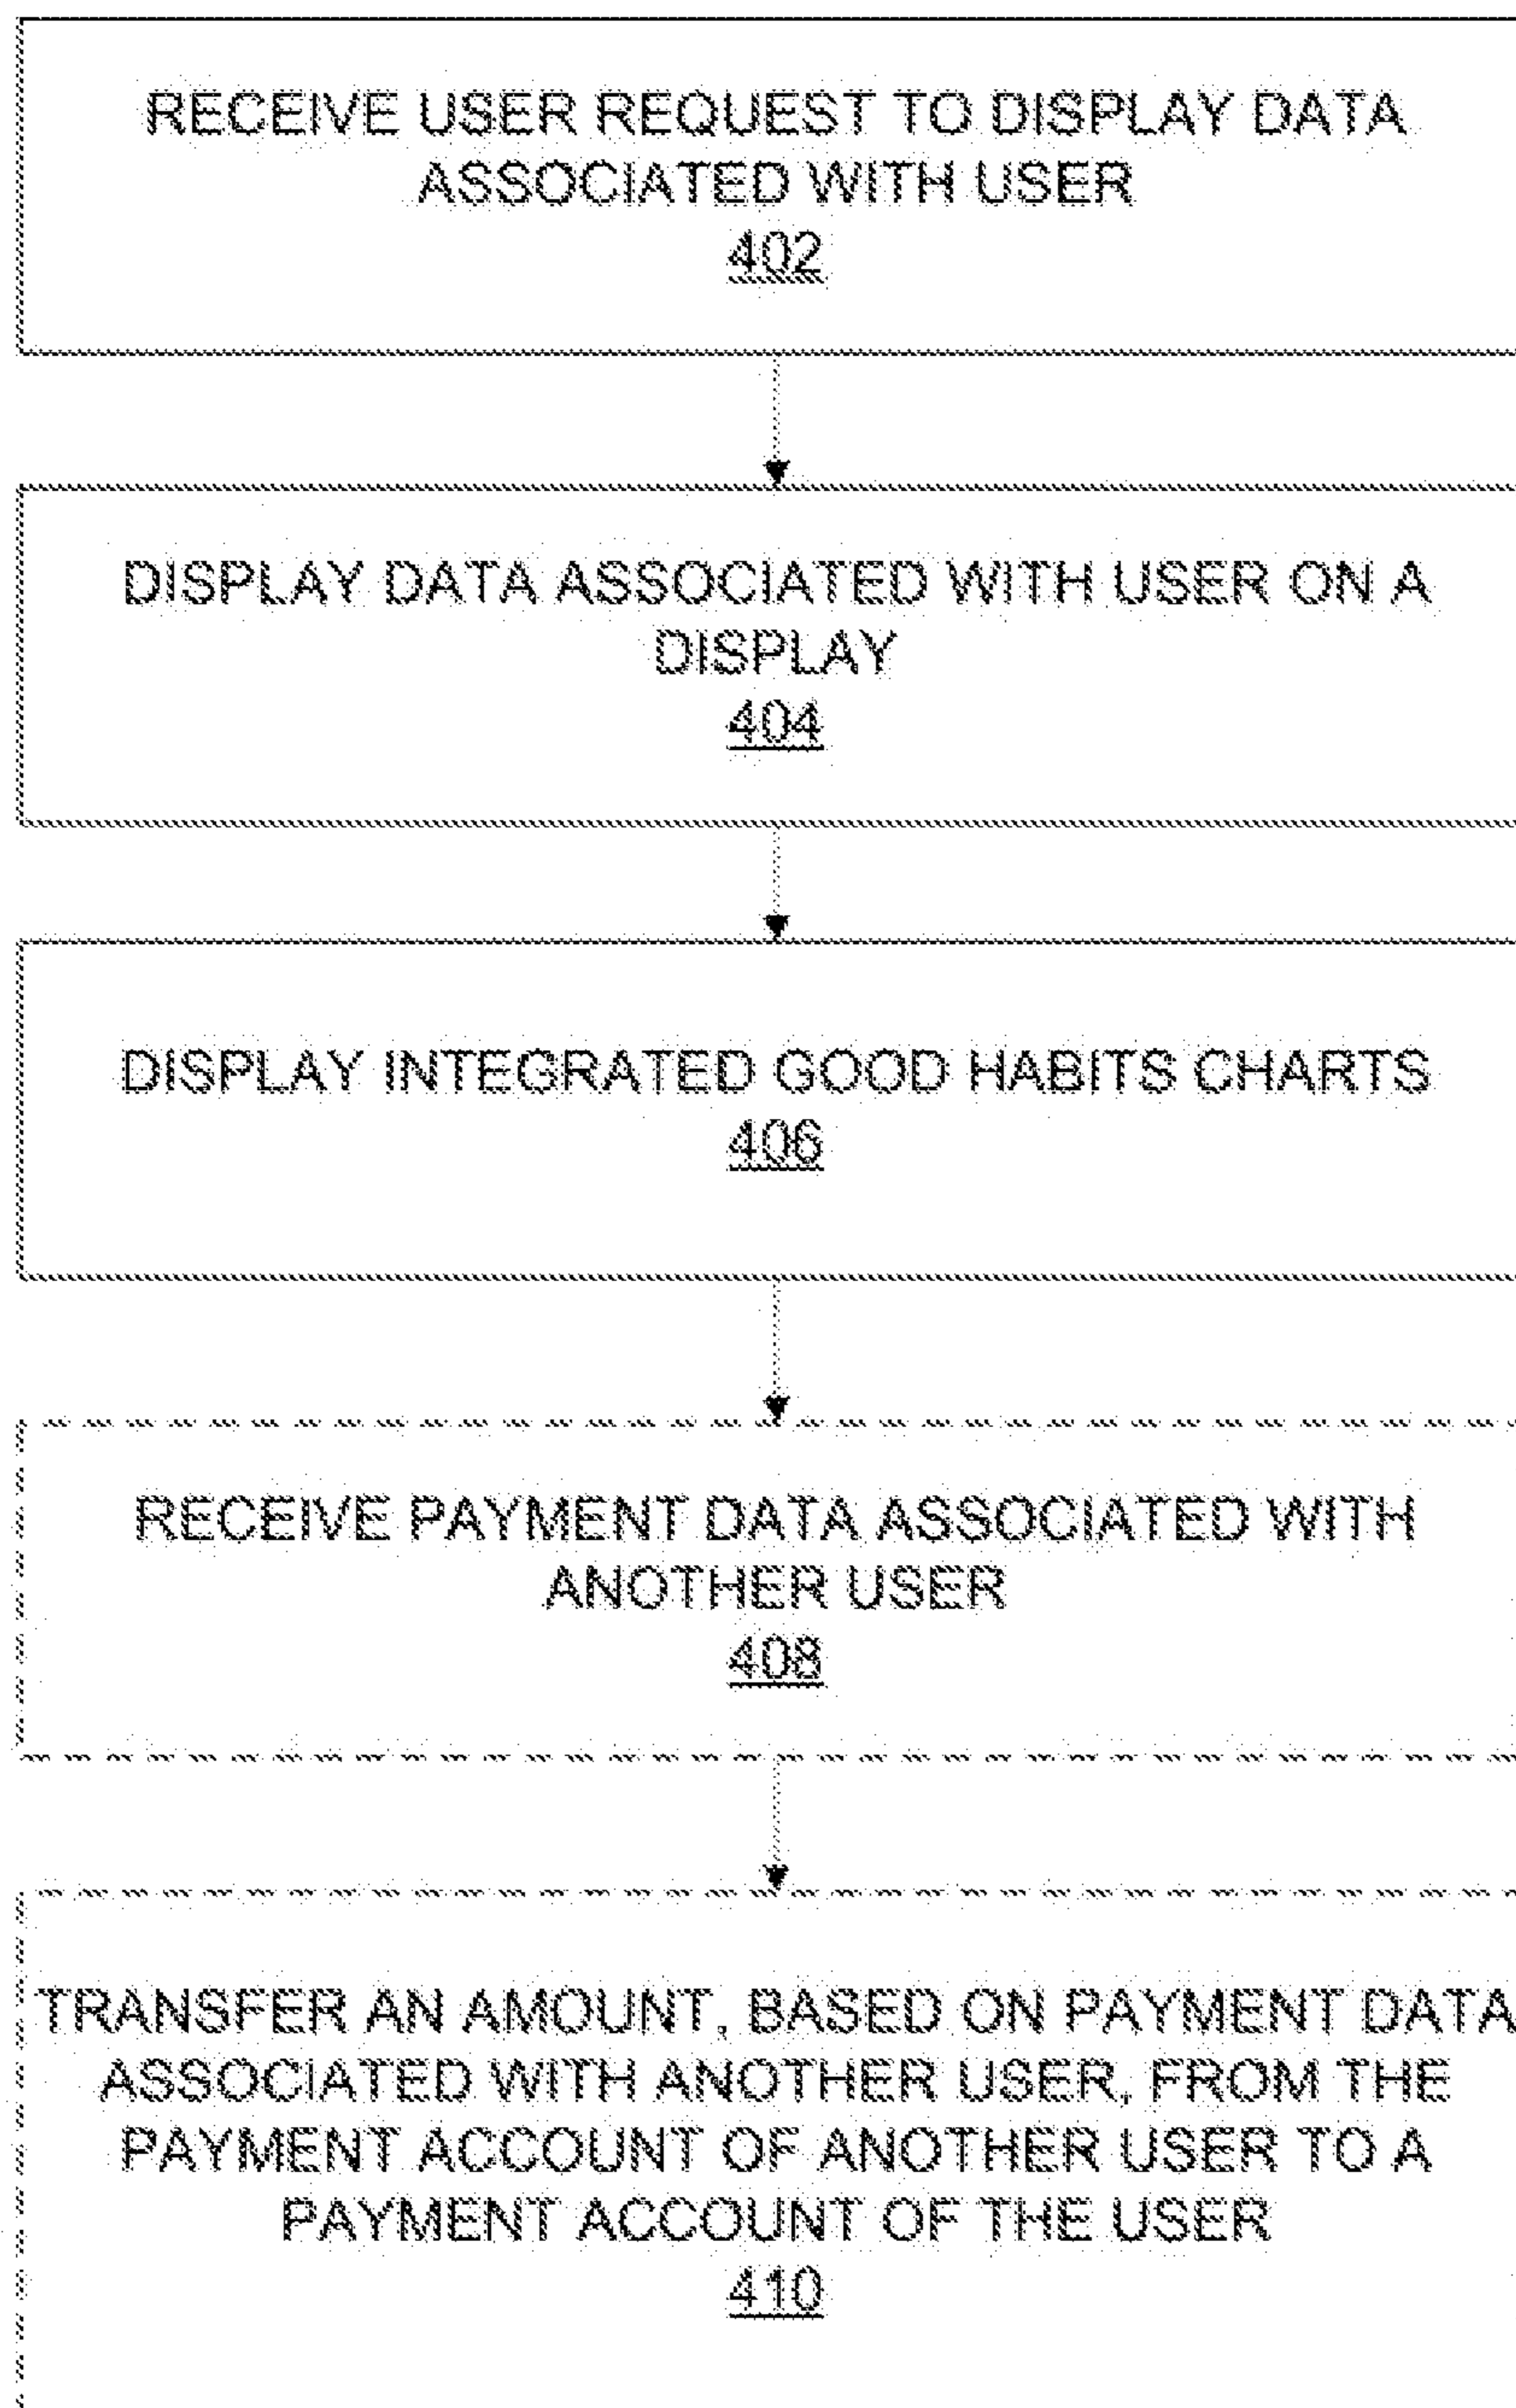 RECEIVE USER REQUEST TO DISPLAY DATA
ASSOCIATED WITH USER
402
DISPLAY DATA ASSOCIATED WITH USER ON A
DISPLAY
404
DISPLAY INTEGRATED GOOD HABITS CHARTS
406
RECEIVE PAYMENT DATA ASSOCIATED WITH
ANOTHER USER
408
TRANSFER AN AMOUNT, BASED ON PAYMENT DATA
ASSOCIATED WITH ANOTHER USER, FROM THE
PAYMENT ACCOUNT OF ANOTHER USER TO A
PAYMENT ACCOUNT OF THE USER
410